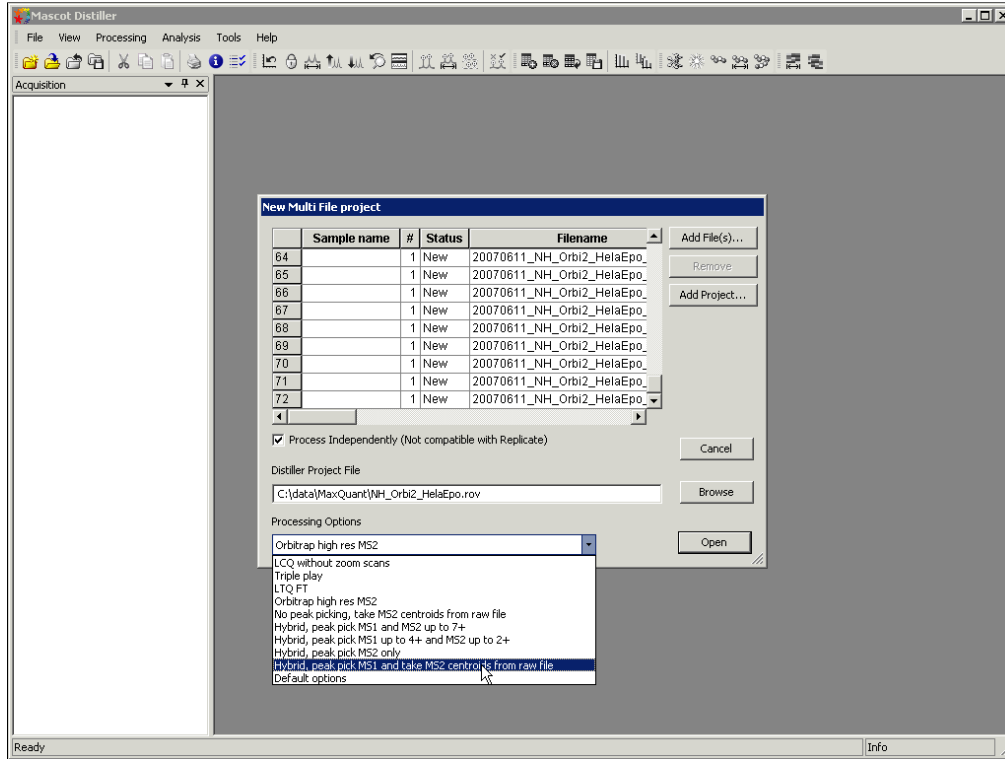 Mascot Distiller
File View Processing Analysis Tools Help
Acquisition
New Multi File project
Sample name # Status Filename
64 1 New 20070611_NH_Orbi2_HelaEpo_
65 1 New 20070611_NH_Orbi2_HelaEpo_
66 1 New 20070611_NH_Orbi2_HelaEpo_
67 1 New 20070611_NH_Orbi2_HelaEpo_
68 1 New 20070611_NH_Orbi2_HelaEpo_
69 1 New 20070611_NH_Orbi2_HelaEpo_
70 1 New 20070611_NH_Orbi2_HelaEpo_
71 1 New 20070611_NH_Orbi2_HelaEpo_
72 1 New 20070611_NH_Orbi2_HelaEpo_
Add File(s)...
Remove
Add Project...
Process Independently (Not compatible with Replicate)
Cancel
Distiller Project File
C:\data\MaxQuant\NH_Orbi2_HelaEpo.rov
Browse
Processing Options
Orbitrap high res MS2
Open
LCQ without zoom scans
Triple play
LTQ FT
Orbitrap high res MS2
No peak picking, take MS2 centroids from raw file
Hybrid, peak pick MS1 and MS2 up to 7+
Hybrid, peak pick MS1 up to 4+ and MS2 up to 2+
Hybrid, peak pick MS2 only
Hybrid, peak pick MS1 and take MS2 centroids from raw file
Default options
Ready
Info